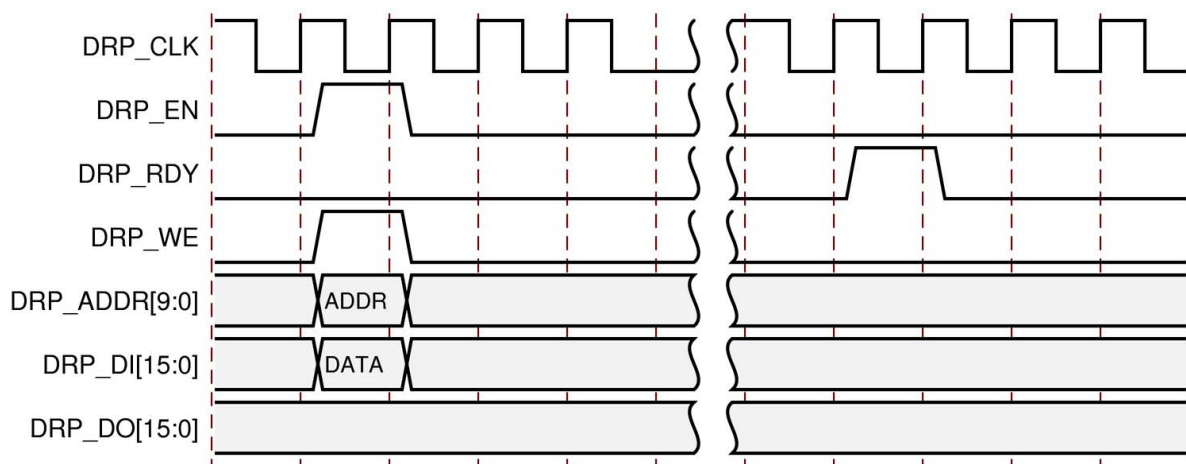 DRP_CLK
DRP_EN
DRP_RDY
DRP_WE
DRP_ADDR[9:0] ADDR
DRP_DI[15:0] DATA
DRP_DO[15:0]